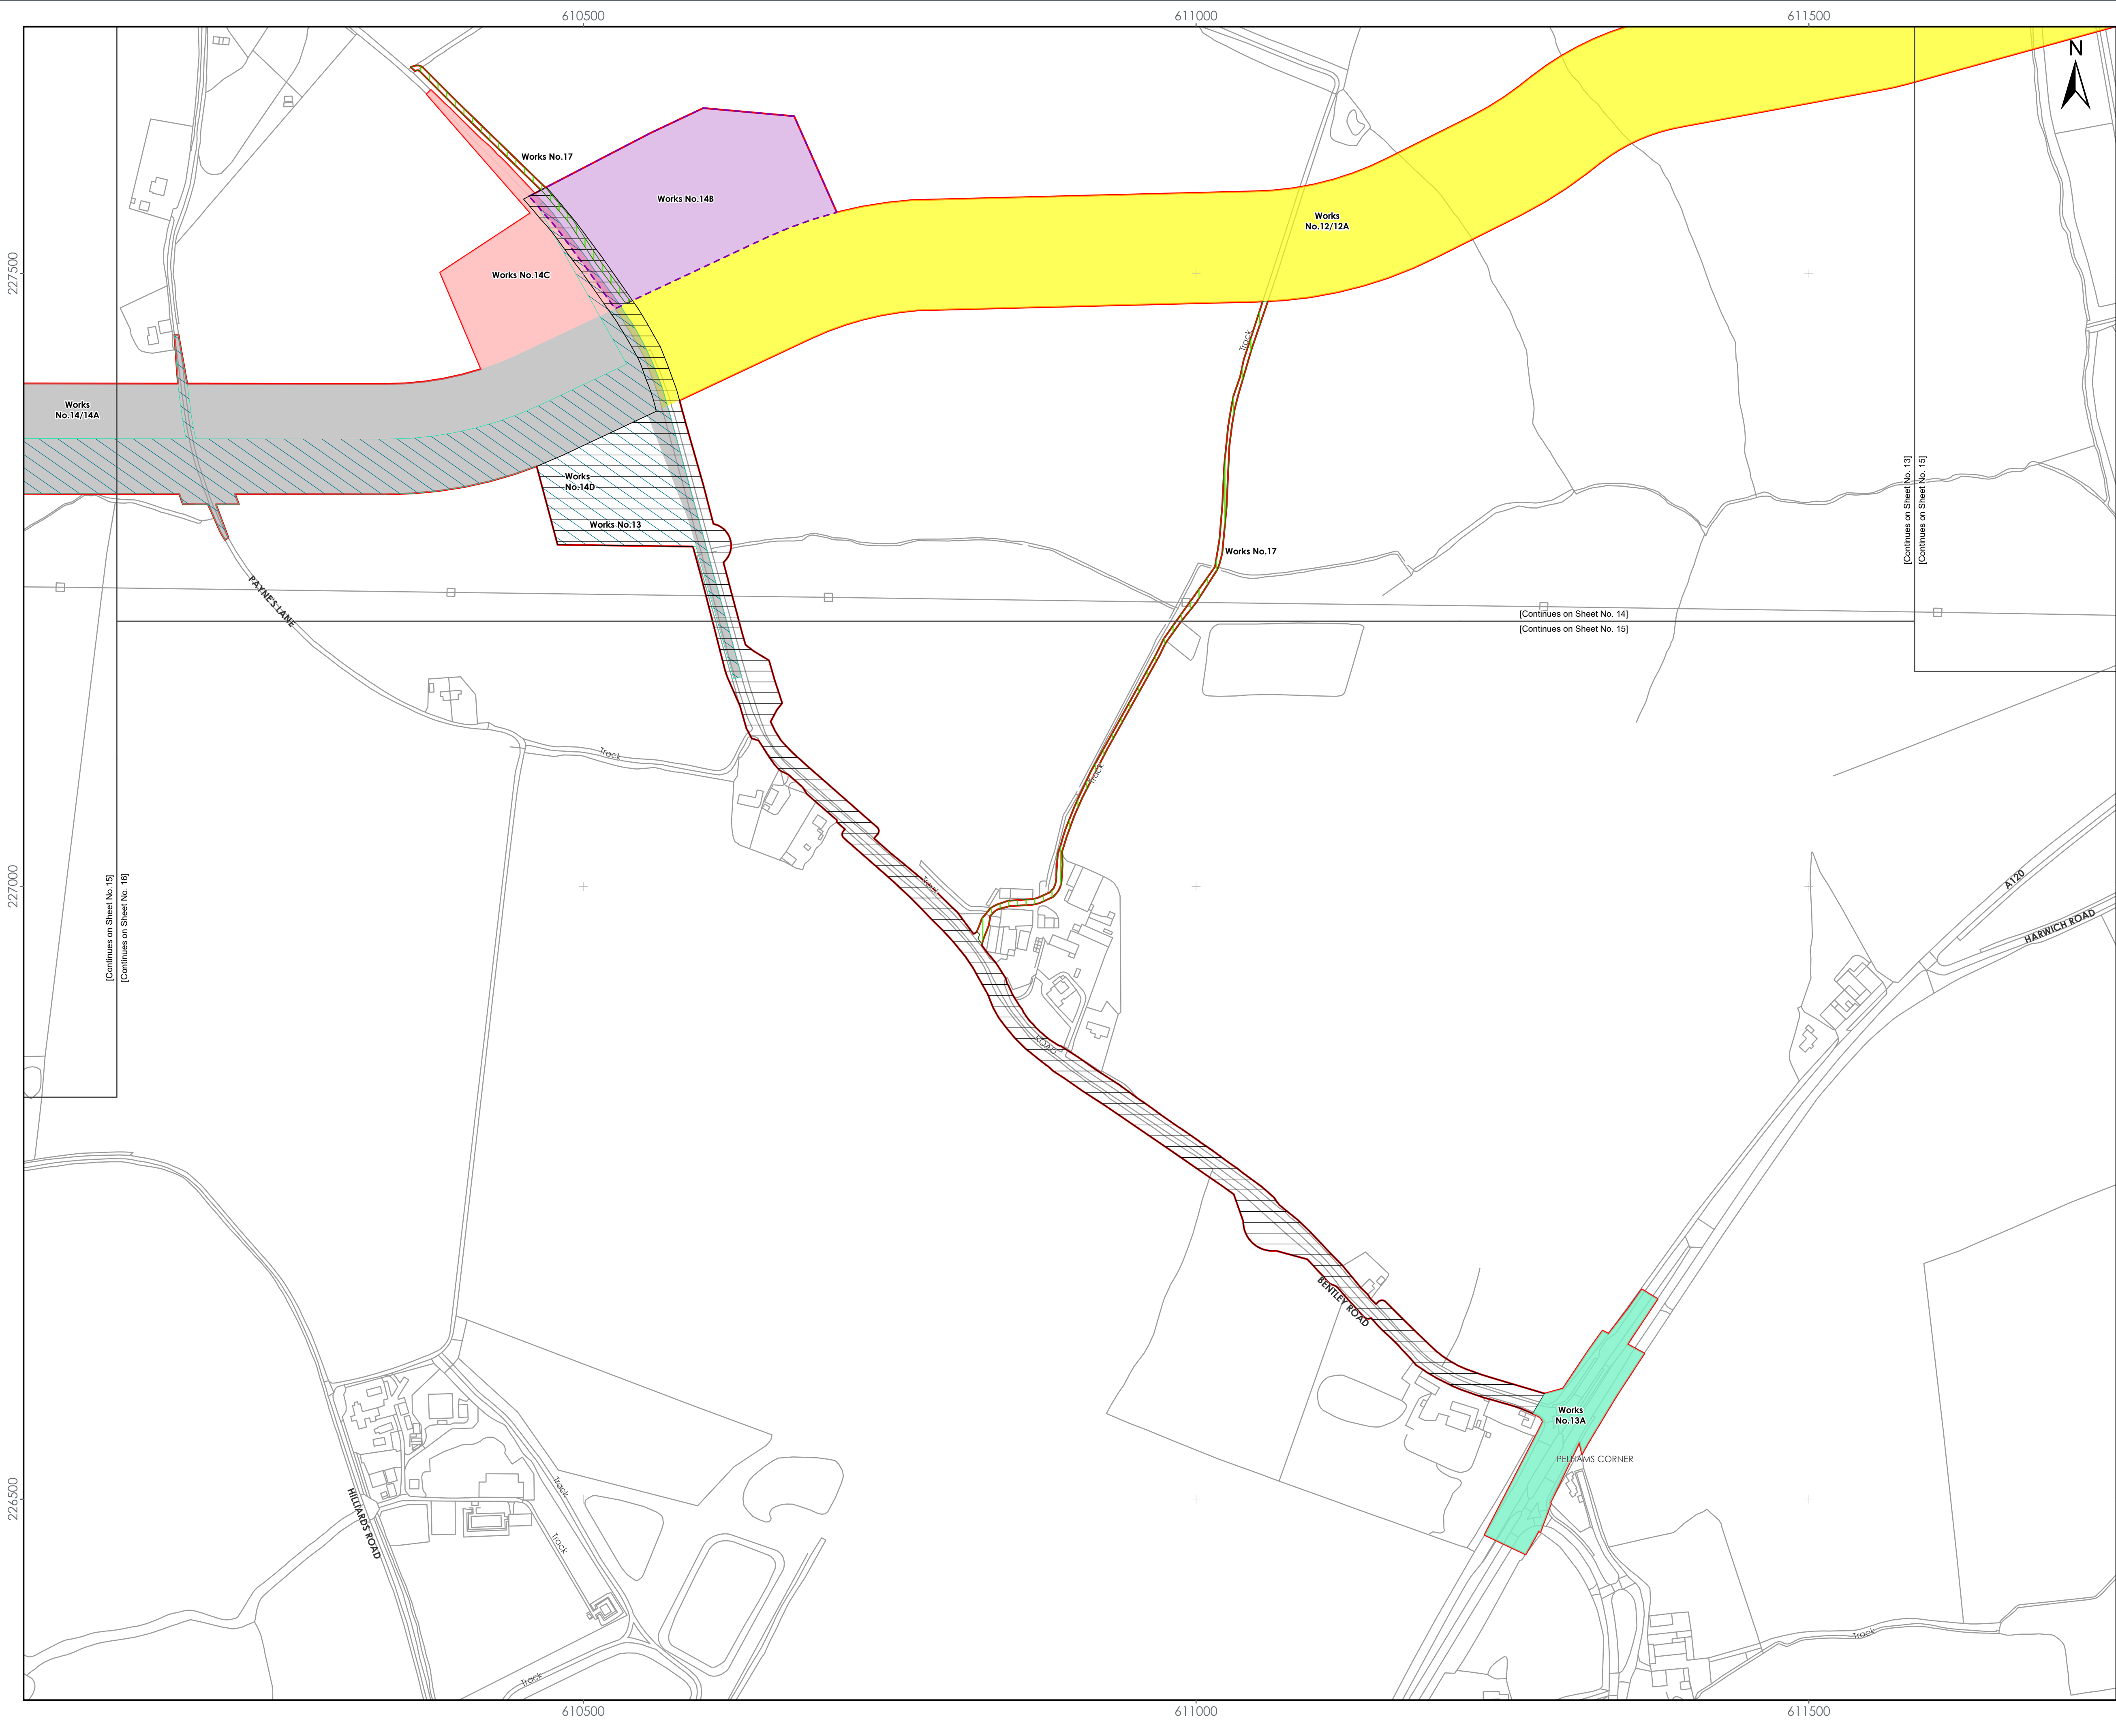 610500
611000
611500
N
Works No.17
Works No.14B
Works
No.12/12A
227500
Works No.14C
Track
Works
No.14/14A
Works
No.14D
Works No.13
[Continues on Sheet No. 13]
[Continues on Sheet No. 15]
Works No.17
PAYNE'S LANE
[Continues on Sheet No. 14]
[Continues on Sheet No. 15]
Track
Track
227000
[Continues on Sheet No.15]
[Continues on Sheet No. 16]
Track
A120
HARWICH ROAD
ROAD
BENTLEY ROAD
Works
No.13A
PELHAMS CORNER
226500
HILLIARDS ROAD
Track
Track
Track
Track
610500
611000
611500